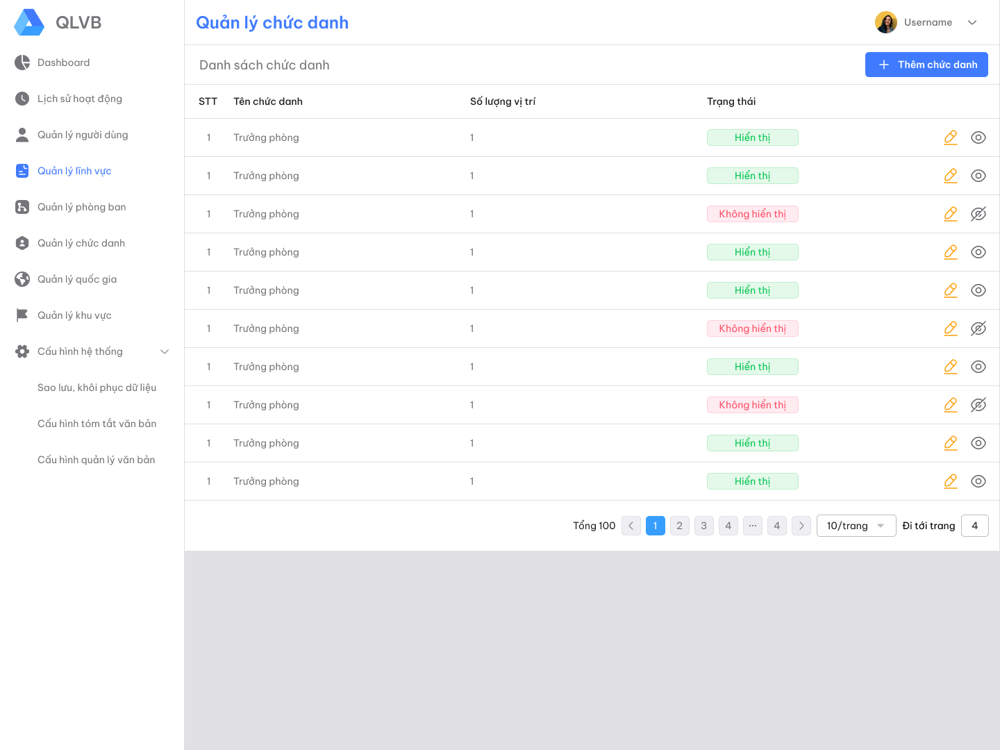 QLVB
Dashboard
Lịch sử hoạt động
Quản lý người dùng
Quản lý lĩnh vực
Quản lý phòng ban
Quản lý chức danh
Quản lý quốc gia
Quản lý khu vực
Cấu hình hệ thống
Sao lưu, khôi phục dữ liệu
Cấu hình tóm tắt văn bản
Cấu hình quản lý văn bản
Quản lý chức danh
Username
Danh sách chức danh
Thêm chức danh
STT Tên chức danh Số lượng vị trí Trạng thái
1 Trưởng phòng 1 Hiển thị
1 Trưởng phòng 1 Hiển thị
1 Trưởng phòng 1 Không hiển thị
1 Trưởng phòng 1 Hiển thị
1 Trưởng phòng 1 Hiển thị
1 Trưởng phòng 1 Không hiển thị
1 Trưởng phòng 1 Hiển thị
1 Trưởng phòng 1 Không hiển thị
1 Trưởng phòng 1 Hiển thị
1 Trưởng phòng 1 Hiển thị
Tổng 100 1 2 3 4 ··· 4 10/trang Đi tới trang 4